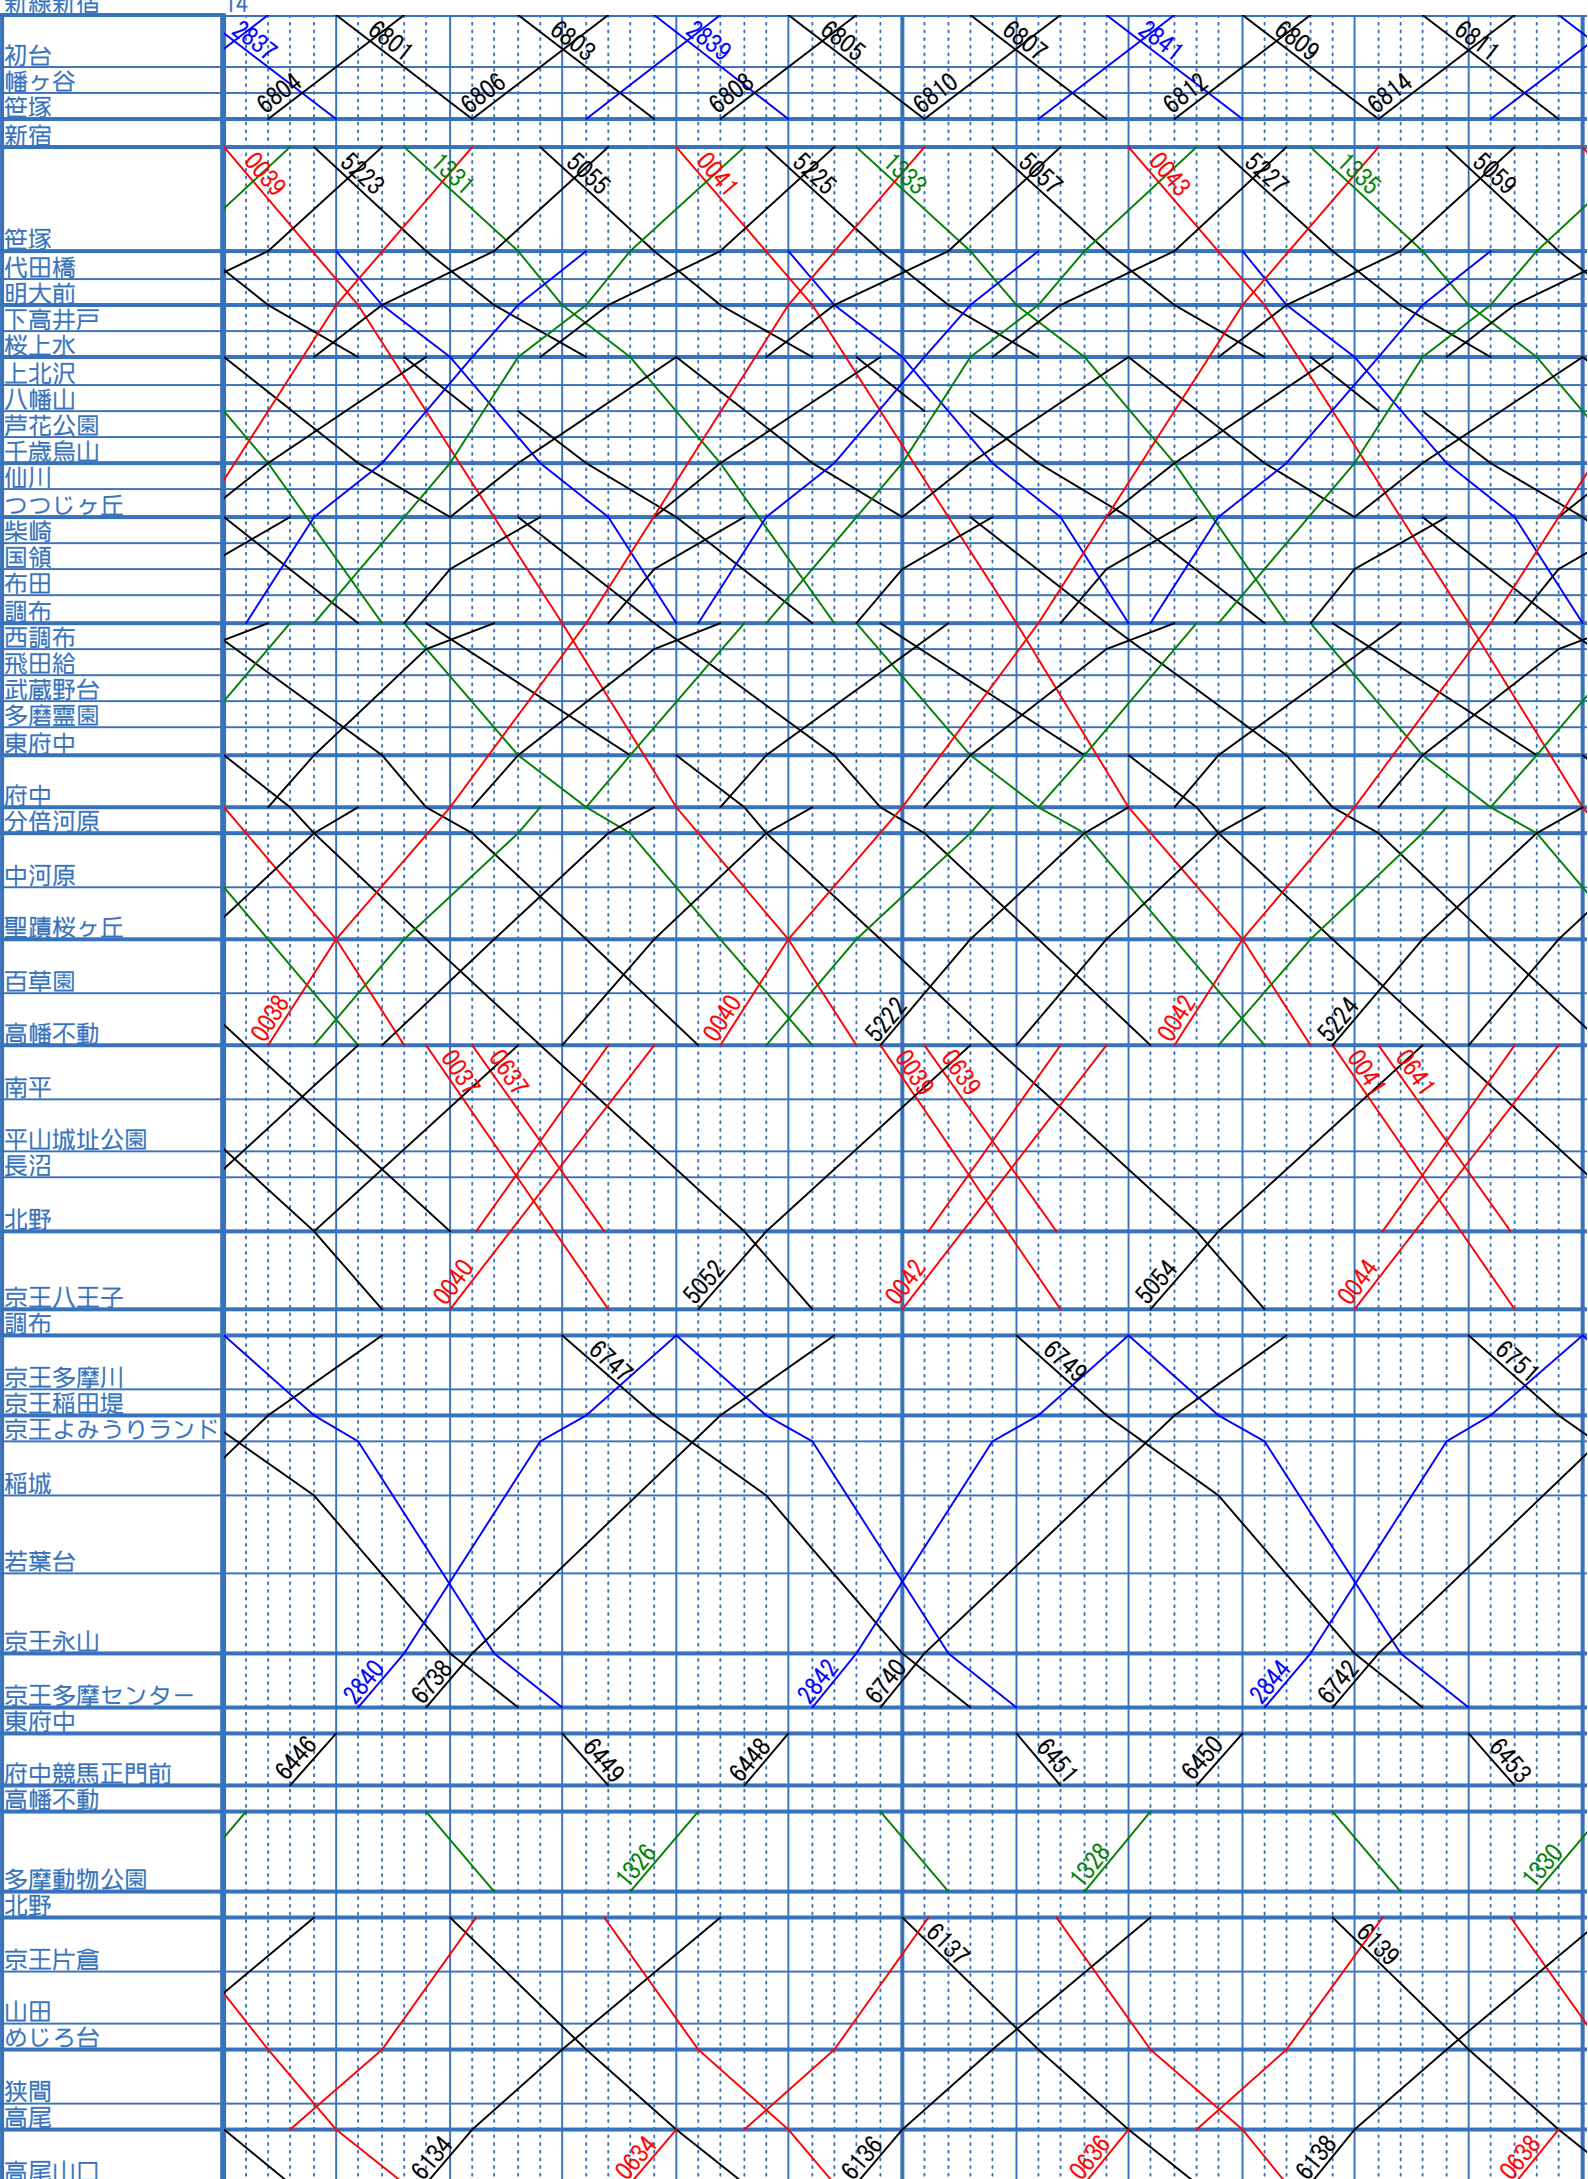 新線新宿 14
2837 6801 6803 2839 6805 6807 2841 6809 6811
初台
幡ヶ谷
笹塚
6804 6806 6808 6810 6812 6814
新宿
0039 5223 1331 5055 0041 5225 1333 5057 0043 5227 1335 5059
笹塚
代田橋
明大前
下高井戸
桜上水
上北沢
八幡山
芦花公園
千歳烏山
仙川
つつじヶ丘
柴崎
国領
布田
調布
西調布
飛田給
武蔵野台
多磨霊園
東府中
府中
分倍河原
中河原
聖蹟桜ヶ丘
百草園
高幡不動
0038 0040 5222 0042 5224
0037 0637 0039 0639 0041 0641
南平
平山城址公園
長沼
北野
京王八王子
0040 5052 0042 5054 0044
調布
6747 6749 6751
京王多摩川
京王稲田堤
京王よみうりランド
稲城
若葉台
京王永山
京王多摩センター
2840 6738 2842 6740 2844 6742
東府中
府中競馬正門前
6446 6449 6448 6451 6450 6453
高幡不動
多摩動物公園
1326 1328 1330
北野
6137 6139
京王片倉
山田
めじろ台
狭間
高尾
高尾山口
6134 0634 6136 0636 6138 0638